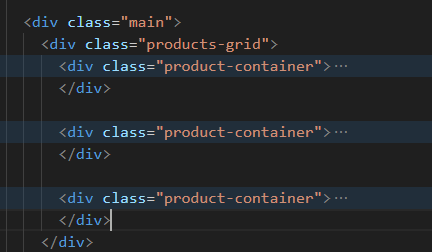 <div class="main">
<div class="products-grid">
<div class="product-container">···
</div>
<div class="product-container">···
</div>
<div class="product-container">···
</div>
</div>